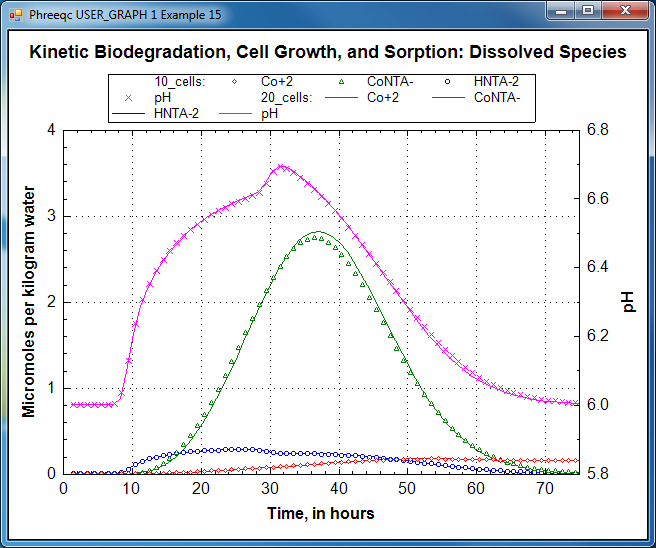 Phreeqc USER_GRAPH 1 Example 15
Kinetic Biodegradation, Cell Growth, and Sorption: Dissolved Species
10_cells: Co+2 CoNTA- HNTA-2
pH 20_cells: Co+2 CoNTA-
HNTA-2 pH
Micromoles per kilogram water
4
3
2
1
0
6.8
6.6
6.4
6.2
6.0
5.8
pH
0 10 20 30 40 50 60 70
Time, in hours